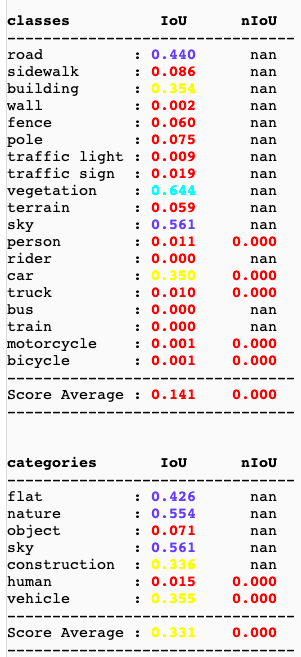 classes IoU nIoU
--------------------------------
road : 0.440 nan
sidewalk : 0.086 nan
building : 0.354 nan
wall : 0.002 nan
fence : 0.060 nan
pole : 0.075 nan
traffic light : 0.009 nan
traffic sign : 0.019 nan
vegetation : 0.644 nan
terrain : 0.059 nan
sky : 0.561 nan
person : 0.011 0.000
rider : 0.000 nan
car : 0.350 0.000
truck : 0.010 0.000
bus : 0.000 nan
train : 0.000 nan
motorcycle : 0.001 0.000
bicycle : 0.001 0.000
--------------------------------
Score Average : 0.141 0.000
--------------------------------
categories IoU nIoU
--------------------------------
flat : 0.426 nan
nature : 0.554 nan
object : 0.071 nan
sky : 0.561 nan
construction : 0.336 nan
human : 0.015 0.000
vehicle : 0.355 0.000
--------------------------------
Score Average : 0.331 0.000
--------------------------------